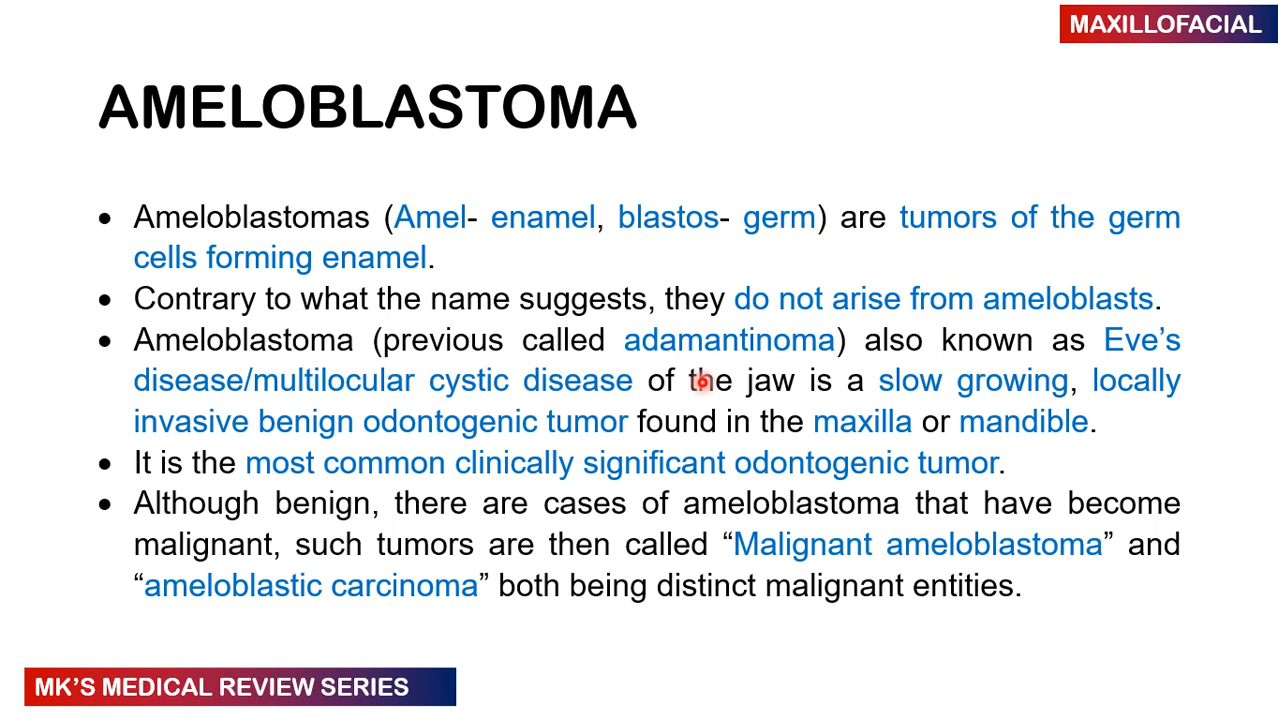 MAXILLOFACIAL
AMELOBLASTOMA
• Ameloblastomas (Amel- enamel, blastos- germ) are tumors of the germ
cells forming enamel.
• Contrary to what the name suggests, they do not arise from ameloblasts.
• Ameloblastoma (previous called adamantinoma) also known as Eve’s
disease/multilocular cystic disease of the jaw is a slow growing, locally
invasive benign odontogenic tumor found in the maxilla or mandible.
• It is the most common clinically significant odontogenic tumor.
• Although benign, there are cases of ameloblastoma that have become
malignant, such tumors are then called “Malignant ameloblastoma” and
“ameloblastic carcinoma” both being distinct malignant entities.
MK’S MEDICAL REVIEW SERIES